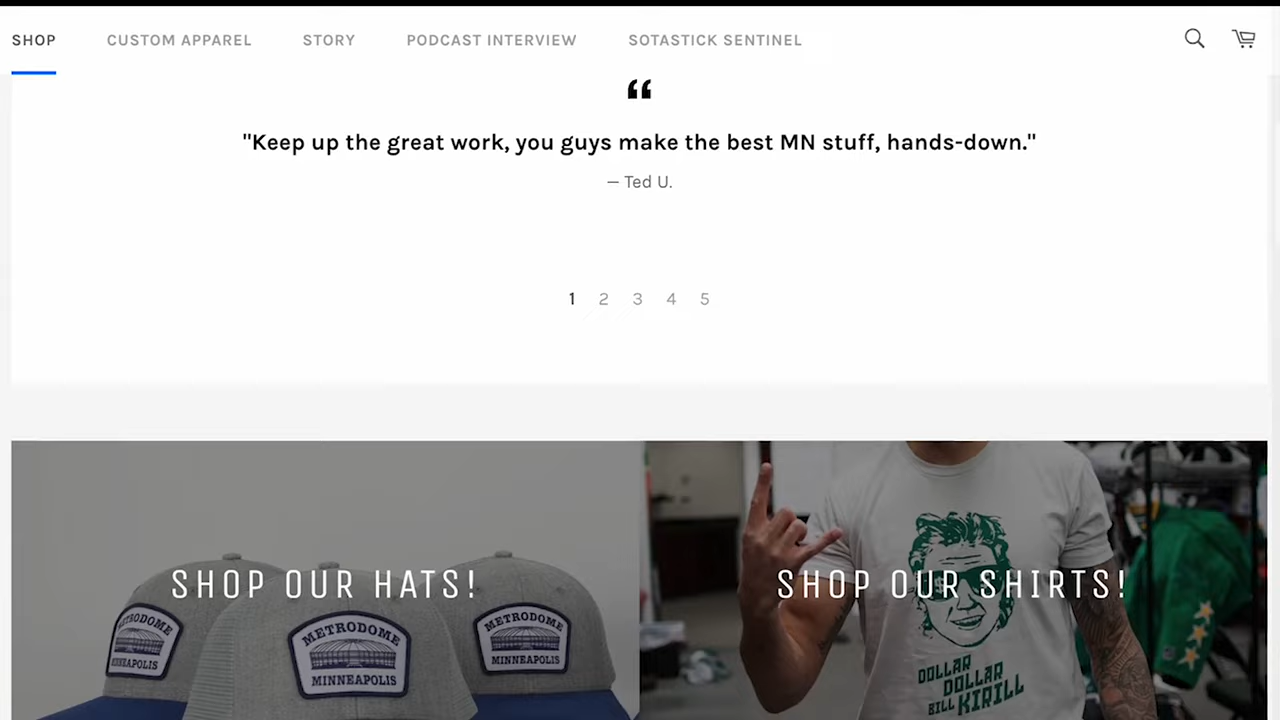 SHOP CUSTOM APPAREL STORY PODCAST INTERVIEW SOTASTICK SENTINEL
“
"Keep up the great work, you guys make the best MN stuff, hands-down."
— Ted U.
1 2 3 4 5
SHOP OUR HATS!
SHOP OUR SHIRTS!
METRODOME
MINNEAPOLIS
METRODOME
MINNEAPOLIS
METRODOME
MINNEAPOLIS
DOLLAR
DOLLAR
BILL KIRILL